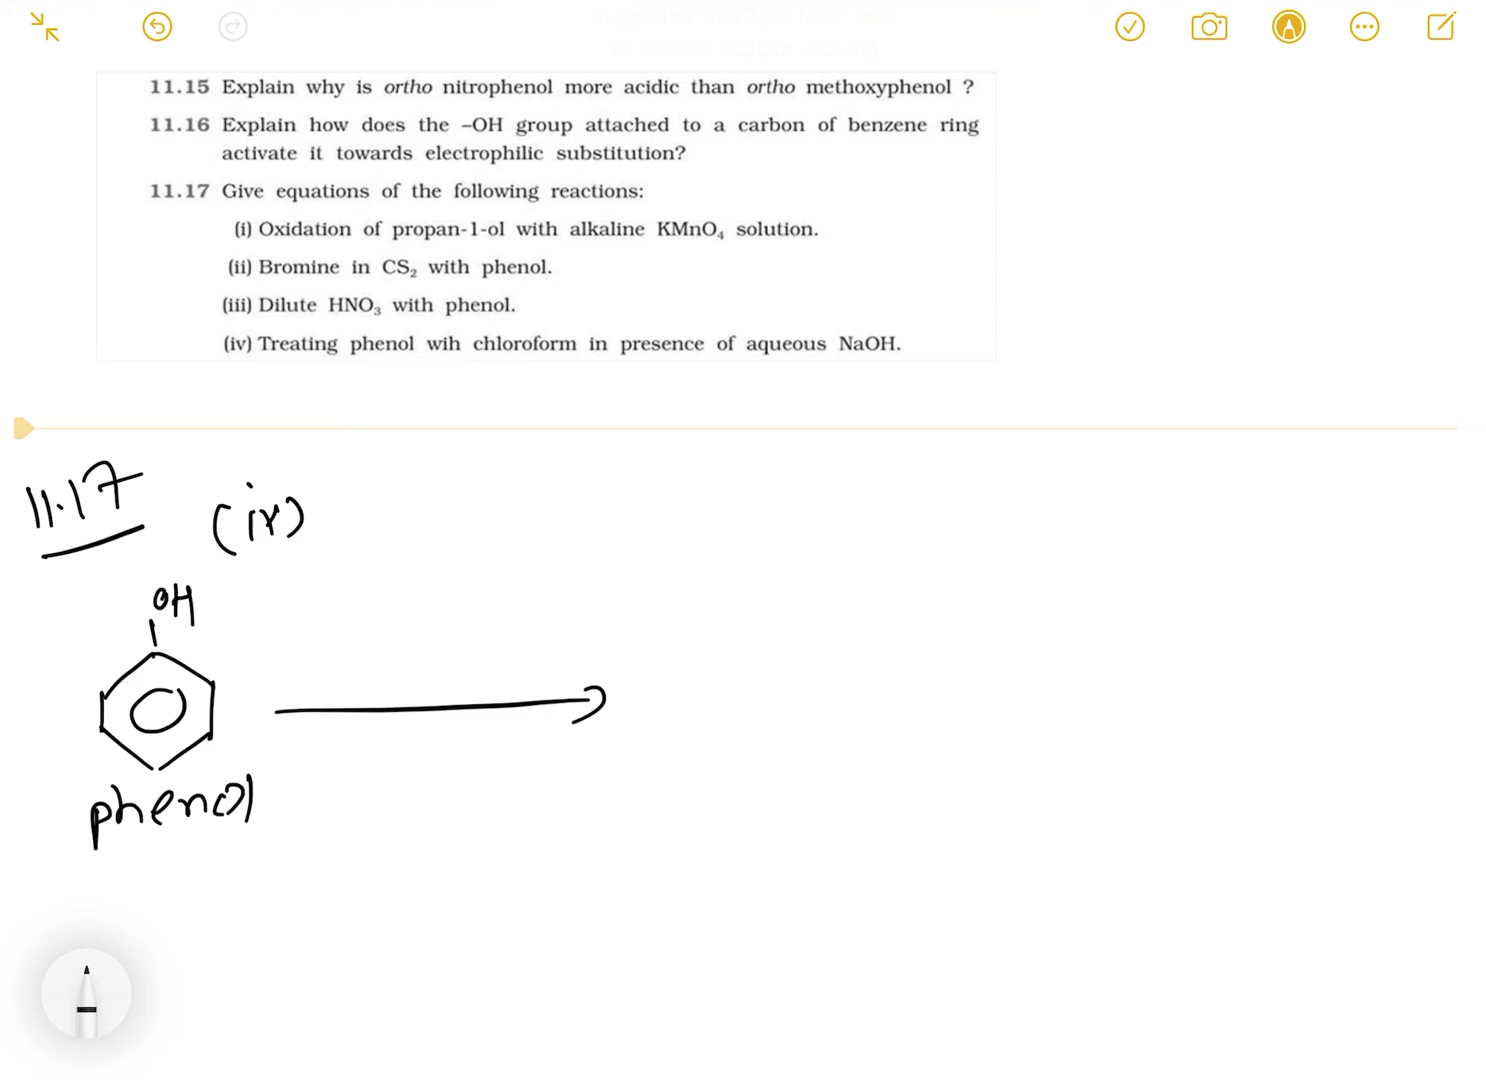 11.15 Explain why is ortho nitrophenol more acidic than ortho methoxyphenol ?
11.16 Explain how does the –OH group attached to a carbon of benzene ring
activate it towards electrophilic substitution?
11.17 Give equations of the following reactions:
(i) Oxidation of propan-1-ol with alkaline KMnO₄ solution.
(ii) Bromine in CS₂ with phenol.
(iii) Dilute HNO₃ with phenol.
(iv) Treating phenol wih chloroform in presence of aqueous NaOH.
11.17 (iv)
OH
phenol